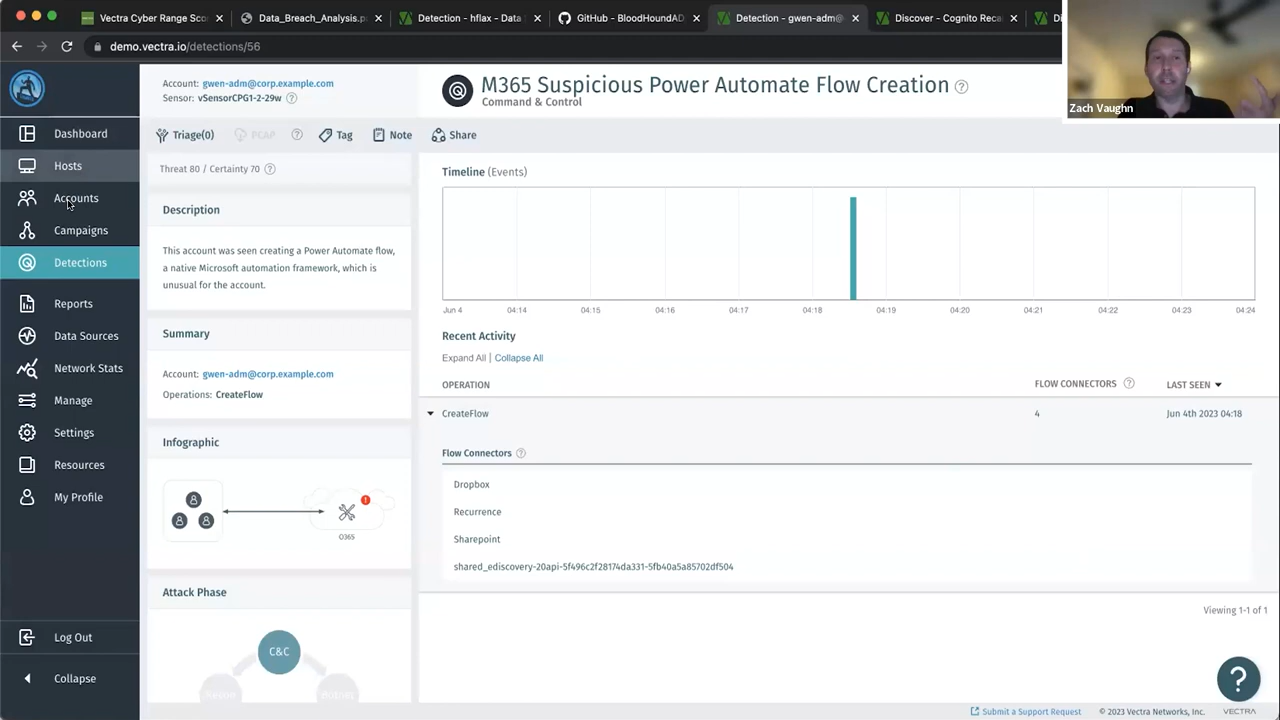 Vectra Cyber Range Sco
Data_Breach_Analysis.p
Detection - hflax - Data
GitHub - BloodHoundAD
Detection - gwen-adm@
Discover - Cognito Reca
demo.vectra.io/detections/56
Zach Vaughn
Dashboard
Hosts
Accounts
Campaigns
Detections
Reports
Data Sources
Network Stats
Manage
Settings
Resources
My Profile
Log Out
Collapse
Account: gwen-adm@corp.example.com
Sensor: vSensorCPG1-2-29w
M365 Suspicious Power Automate Flow Creation
Command & Control
Triage(0) PCAP Tag Note Share
Threat 80 / Certainty 70
Description
This account was seen creating a Power Automate flow,
a native Microsoft automation framework, which is
unusual for the account.
Summary
Account: gwen-adm@corp.example.com
Operations: CreateFlow
Infographic
O365
Attack Phase
C&C
Timeline (Events)
Jun 4 04:14 04:15 04:16 04:17 04:18 04:19 04:20 04:21 04:22 04:23 04:24
Recent Activity
Expand All | Collapse All
OPERATION FLOW CONNECTORS LAST SEEN
CreateFlow 4 Jun 4th 2023 04:18
Flow Connectors
Dropbox
Recurrence
Sharepoint
shared_ediscovery-20api-5f496c2f28174da331-5fb40a5a85702df504
Viewing 1-1 of 1
Submit a Support Request © 2023 Vectra Networks, Inc. VECTRA